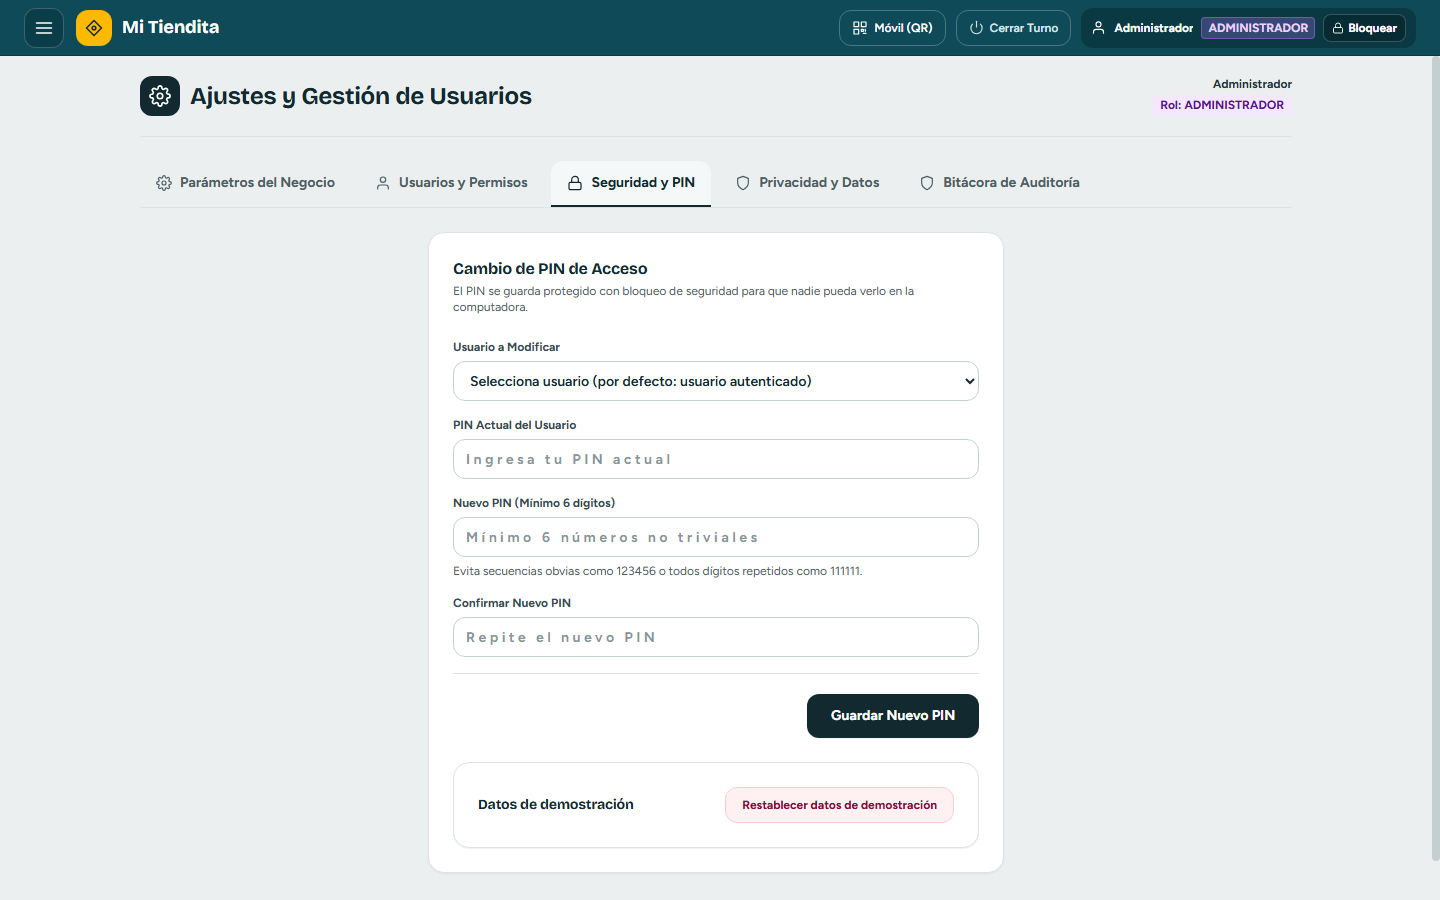 Mi Tiendita
Móvil (QR)
Cerrar Turno
Administrador
ADMINISTRADOR
Bloquear
Ajustes y Gestión de Usuarios
Administrador
Rol: ADMINISTRADOR
Parámetros del Negocio
Usuarios y Permisos
Seguridad y PIN
Privacidad y Datos
Bitácora de Auditoría
Cambio de PIN de Acceso
El PIN se guarda protegido con bloqueo de seguridad para que nadie pueda verlo en la
computadora.
Usuario a Modificar
Selecciona usuario (por defecto: usuario autenticado)
PIN Actual del Usuario
Ingresa tu PIN actual
Nuevo PIN (Mínimo 6 dígitos)
Mínimo 6 números no triviales
Evita secuencias obvias como 123456 o todos dígitos repetidos como 111111.
Confirmar Nuevo PIN
Repite el nuevo PIN
Guardar Nuevo PIN
Datos de demostración
Restablecer datos de demostración